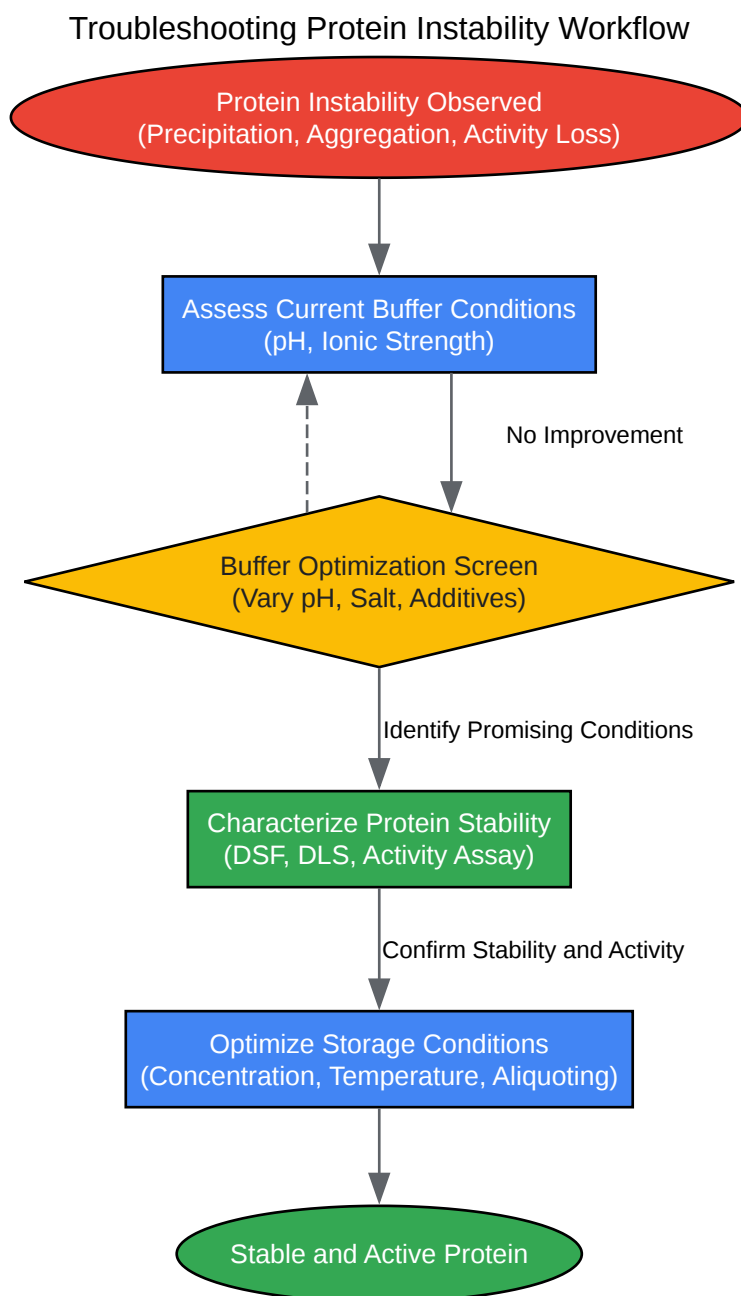 Troubleshooting Protein Instability Workflow
Protein Instability Observed
(Precipitation, Aggregation, Activity Loss)
Assess Current Buffer Conditions
(pH, Ionic Strength)
No Improvement
Buffer Optimization Screen
(Vary pH, Salt, Additives)
Identify Promising Conditions
Characterize Protein Stability
(DSF, DLS, Activity Assay)
Confirm Stability and Activity
Optimize Storage Conditions
(Concentration, Temperature, Aliquoting)
Stable and Active Protein